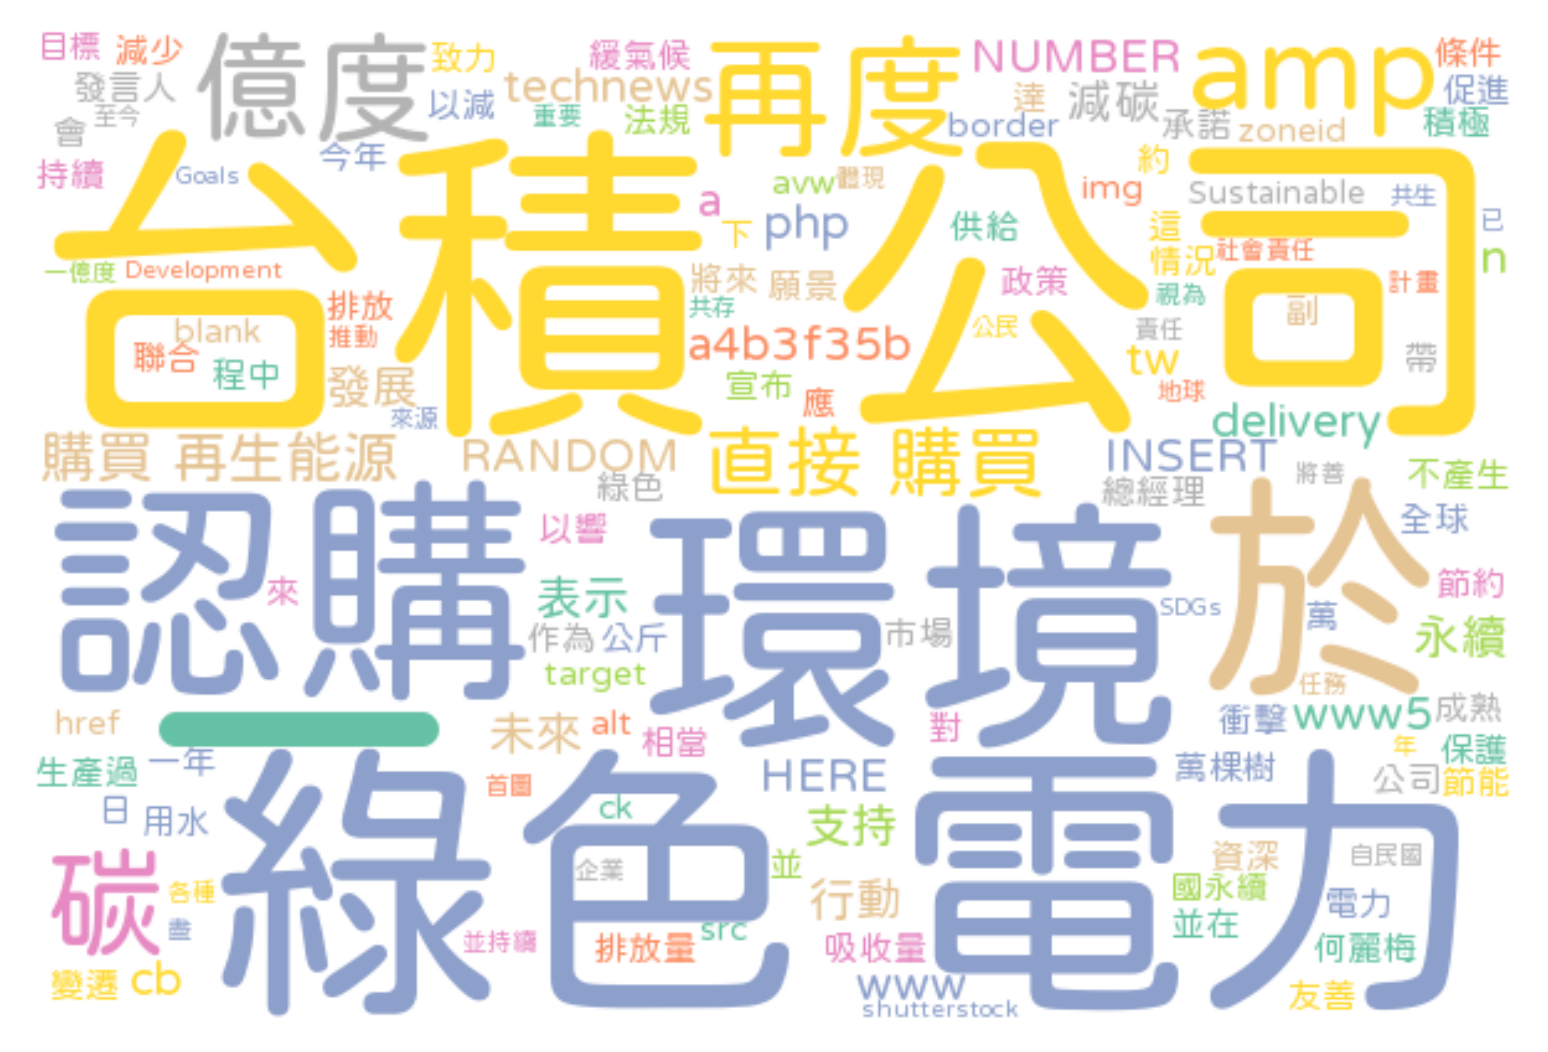 目標 減少 億度 致力 緩氣候 再度 NUMBER amp 條件
發言人 以減 technews 達 減碳 促進
會 至今 重要 法規 border 承諾 zoneid 積極
持續 Goals 今年 台積 公司 a avw 體現 約 img Sustainable 共生
下 php 供給 這 已
一億度 Development 將來 願景 政策 情況 社會責任 n
排放 共存 視為 計畫
blank 推動 公民 責任 副
聯合 程中 a4b3f35b tw 帶
發展 宣布 應 地球
來源 delivery
購買 再生能源 RANDOM 直接 購買 INSERT 將善 不產生
認購 綠色 環境 總經理 於 全球
以響
來 表示 SDGs 萬 節約
作為 公斤 市場 永續
target 任務
href 一 未來 alt 相當 對 衝擊 www5 成熟
生產過 一年 年 保護
綠色 首圖 HERE 電力 萬棵樹 公司 節能
日 用水 ck 支持
碳 企業 並 資深 自民國
各種 行動 國永續 電力
盡 並持續 排放量 src 吸收量 並在 何麗梅
變遷 cb www 友善
shutterstock